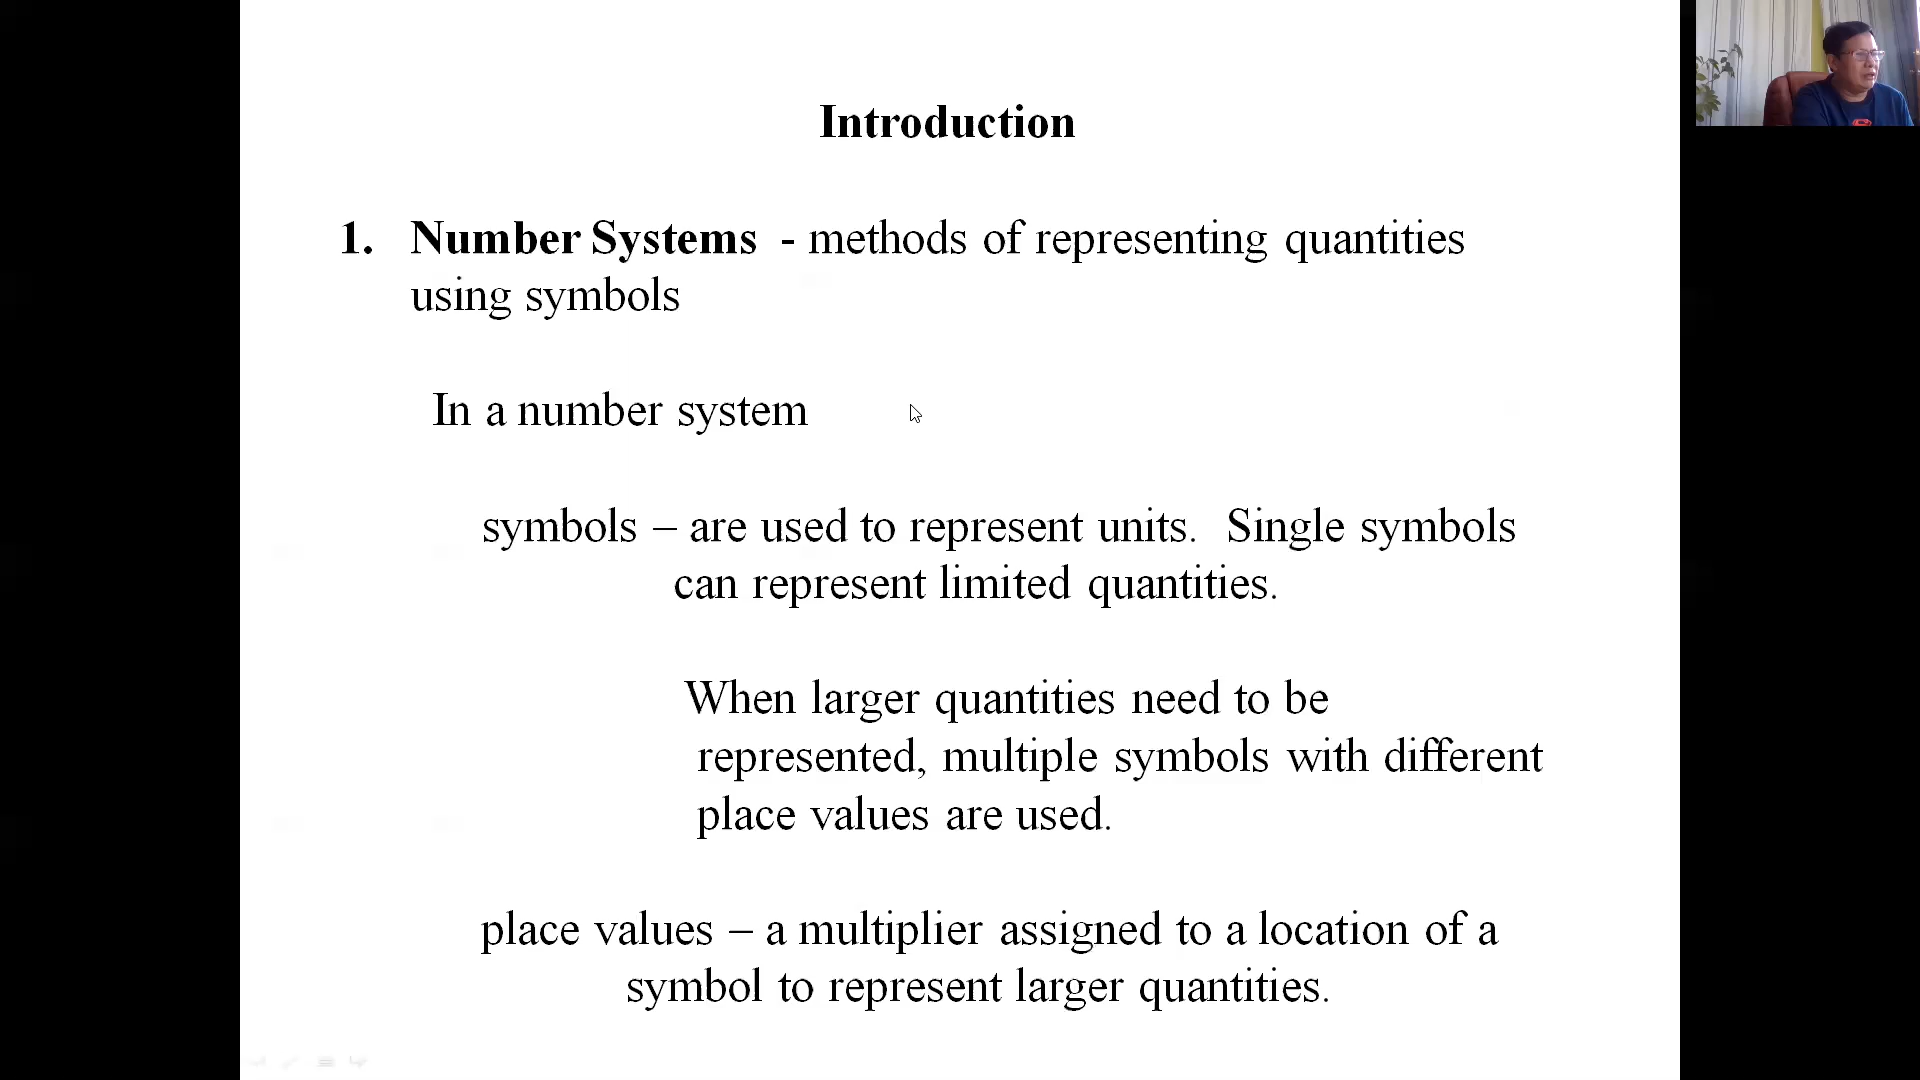 Introduction
1. Number Systems - methods of representing quantities
using symbols
In a number system
symbols – are used to represent units. Single symbols
can represent limited quantities.
When larger quantities need to be
represented, multiple symbols with different
place values are used.
place values – a multiplier assigned to a location of a
symbol to represent larger quantities.